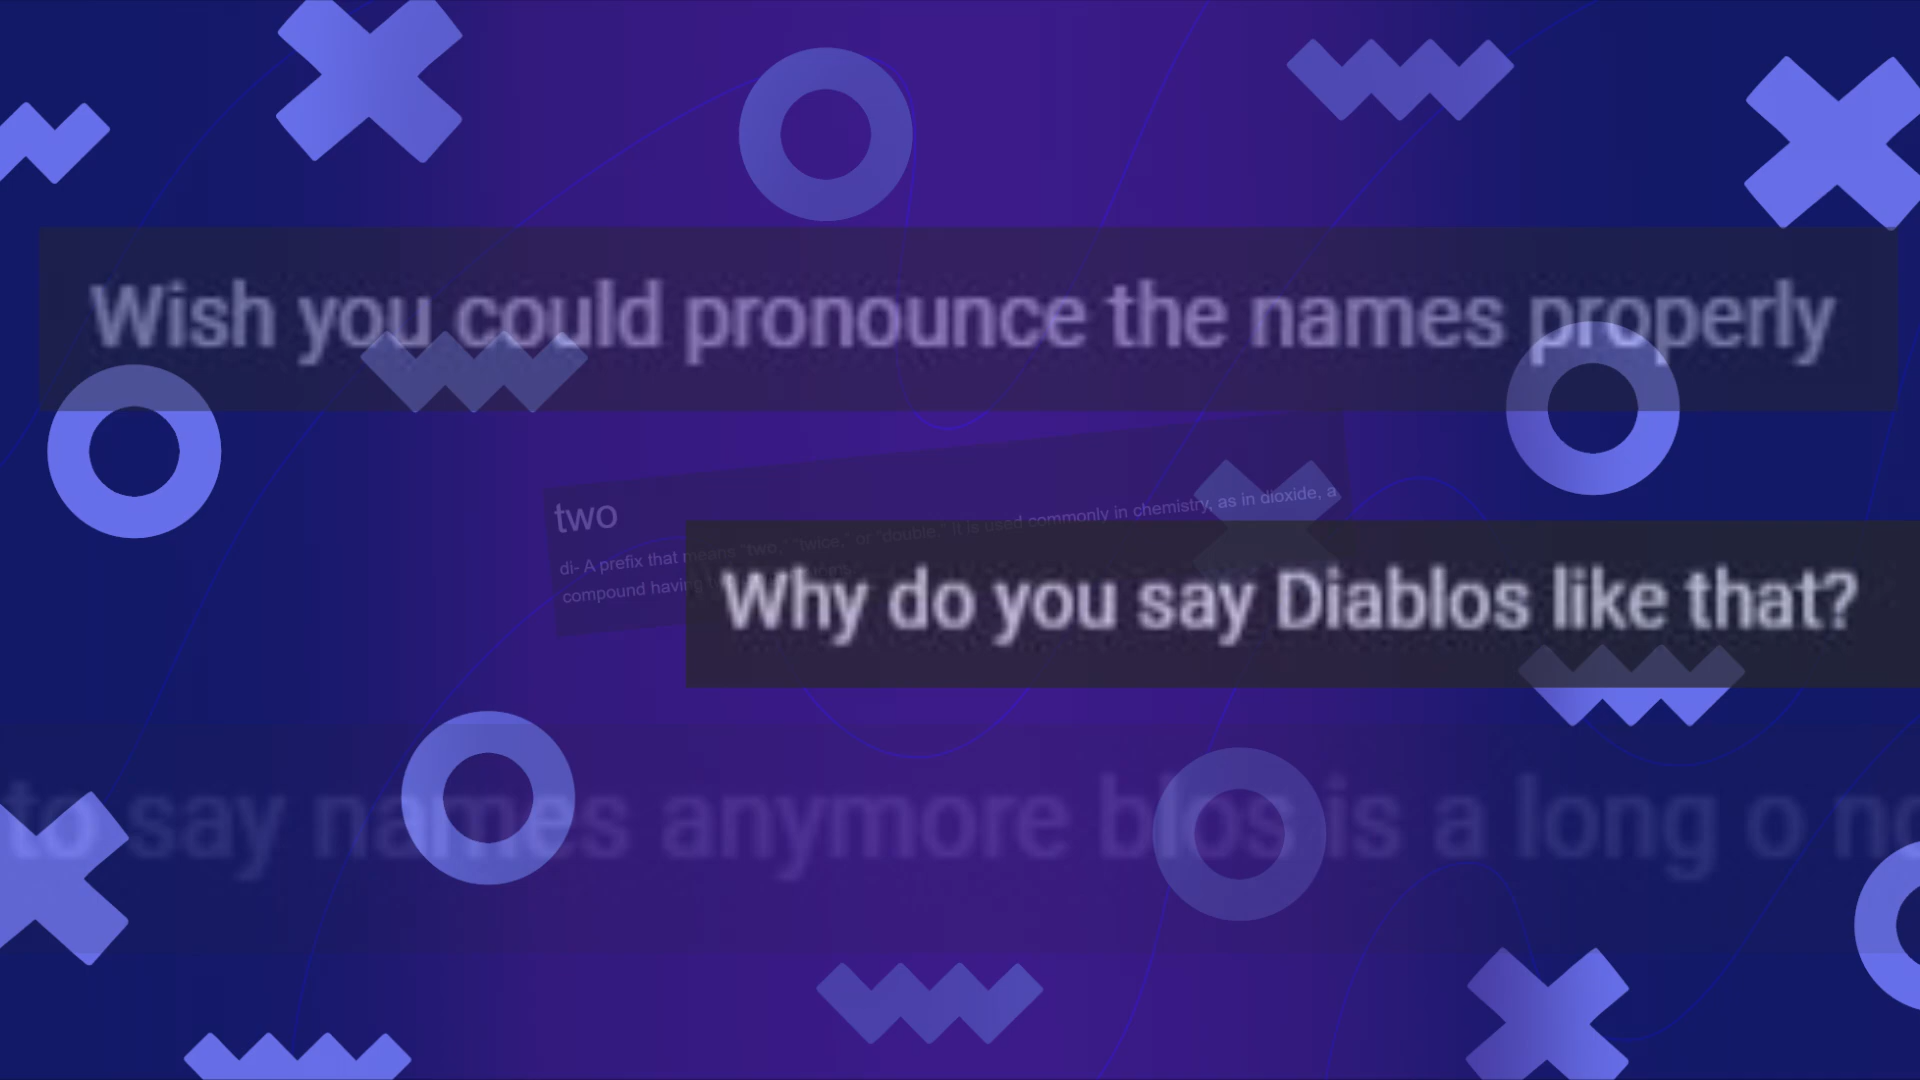 Wish you could pronounce the names properly
two
di- A prefix that means "two," "twice," or "double." It is used commonly in chemistry, as in dioxide, a
compound having
Why do you say Diablos like that?
to say names anymore blos is a long o